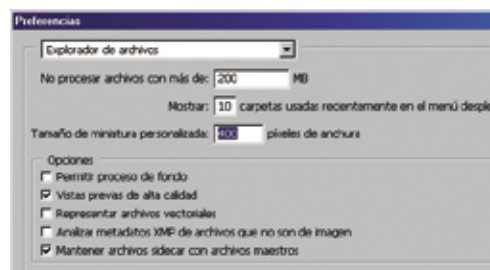 Preferencias
Explorador de archivos
No procesar archivos con más de: 200 MB
Mostrar: 10 carpetas usadas recientemente en el menú desple
Tamaño de miniatura personalizada: 400 píxeles de anchura
Opciones
Permitir proceso de fondo
Vistas previas de alta calidad
Representar archivos vectoriales
Analizar metadatos XMP de archivos que no son de imagen
Mantener archivos sidecar con archivos maestros